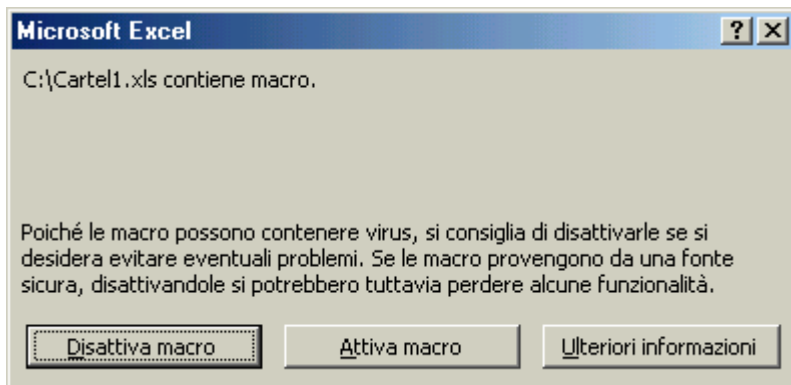 Microsoft Excel
C:\Cartel1.xls contiene macro.
Poiché le macro possono contenere virus, si consiglia di disattivarle se si
desidera evitare eventuali problemi. Se le macro provengono da una fonte
sicura, disattivandole si potrebbero tuttavia perdere alcune funzionalità.
Disattiva macro
Attiva macro
Ulteriori informazioni